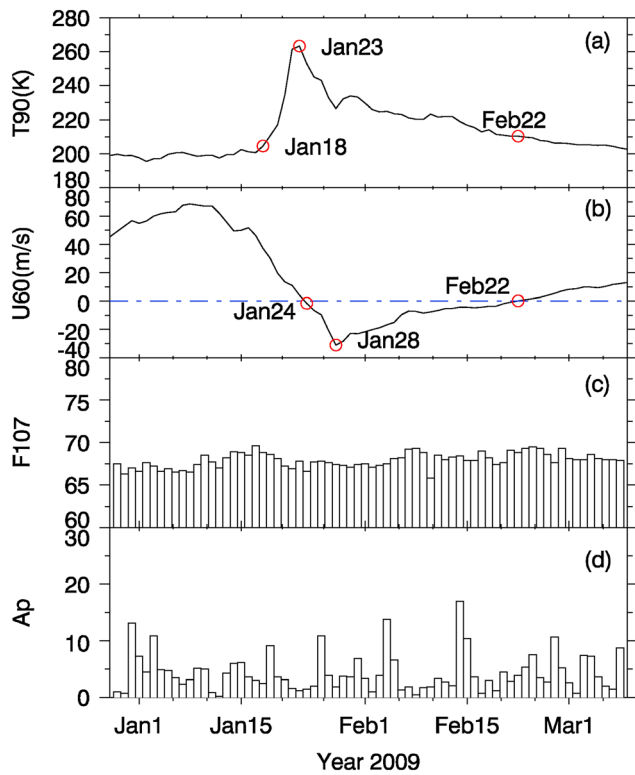 280
260
240
220
200
180
T90(K)
(a)
Jan23
Jan18
Feb22
80
60
40
20
0
-20
-40
U60(m/s)
(b)
Feb22
Jan24
Jan28
80
75
70
65
60
F107
(c)
30
20
10
0
Ap
(d)
Jan1 Jan15 Feb1 Feb15 Mar1
Year 2009